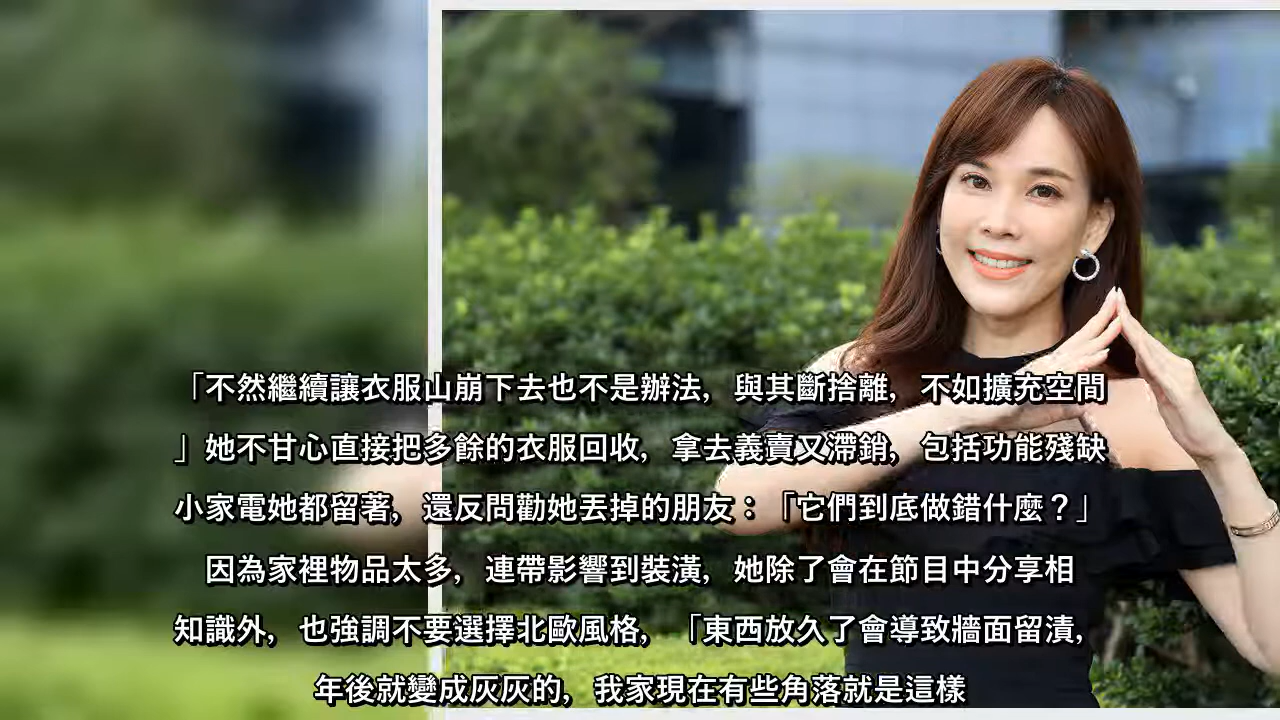 「不然繼續讓衣服山崩下去也不是辦法，與其斷捨離，不如擴充空間
」她不甘心直接把多餘的衣服回收，拿去義賣又滯銷，包括功能殘缺
小家電她都留著，還反問勸她丟掉的朋友：「它們到底做錯什麼？」
因為家裡物品太多，連帶影響到裝潢，她除了會在節目中分享相
知識外，也強調不要選擇北歐風格，「東西放久了會導致牆面留漬，
年後就變成灰灰的，我家現在有些角落就是這樣